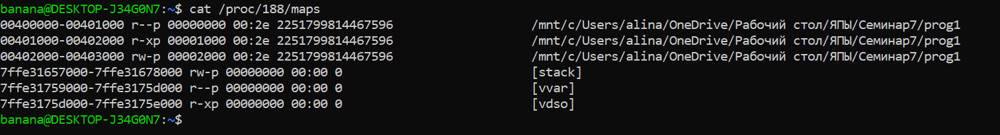 banana@DESKTOP-J34G0N7:~$ cat /proc/188/maps
00400000-00401000 r--p 00000000 00:2e 2251799814467596 /mnt/c/Users/alina/OneDrive/Рабочий стол/ЯПЫ/Семинар7/prog1
00401000-00402000 r-xp 00001000 00:2e 2251799814467596 /mnt/c/Users/alina/OneDrive/Рабочий стол/ЯПЫ/Семинар7/prog1
00402000-00403000 rw-p 00002000 00:2e 2251799814467596 /mnt/c/Users/alina/OneDrive/Рабочий стол/ЯПЫ/Семинар7/prog1
7ffe31657000-7ffe31678000 rw-p 00000000 00:00 0 [stack]
7ffe31759000-7ffe3175d000 r--p 00000000 00:00 0 [vvar]
7ffe3175d000-7ffe3175e000 r-xp 00000000 00:00 0 [vdso]
banana@DESKTOP-J34G0N7:~$